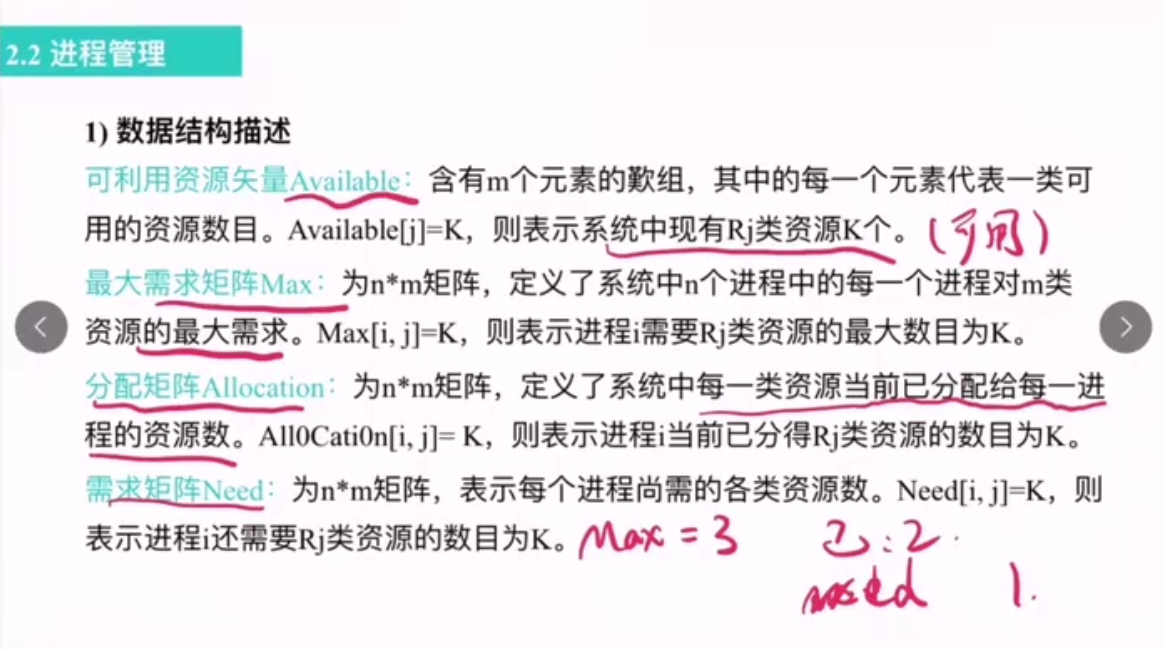 2.2 进程管理
1) 数据结构描述
可利用资源矢量Available：含有m个元素的歎组，其中的每一个元素代表一类可
用的资源数目。Available[j]=K，则表示系统中现有Rj类资源K个。(可用)
最大需求矩阵Max：为n*m矩阵，定义了系统中n个进程中的每一个进程对m类
资源的最大需求。Max[i, j]=K，则表示进程i需要Rj类资源的最大数目为K。
分配矩阵Allocation：为n*m矩阵，定义了系统中每一类资源当前已分配给每一进
程的资源数。All0Cati0n[i, j]= K，则表示进程i当前已分得Rj类资源的数目为K。
需求矩阵Need：为n*m矩阵，表示每个进程尚需的各类资源数。Need[i, j]=K，则
表示进程i还需要Rj类资源的数目为K。Max = 3 已:2
need 1.